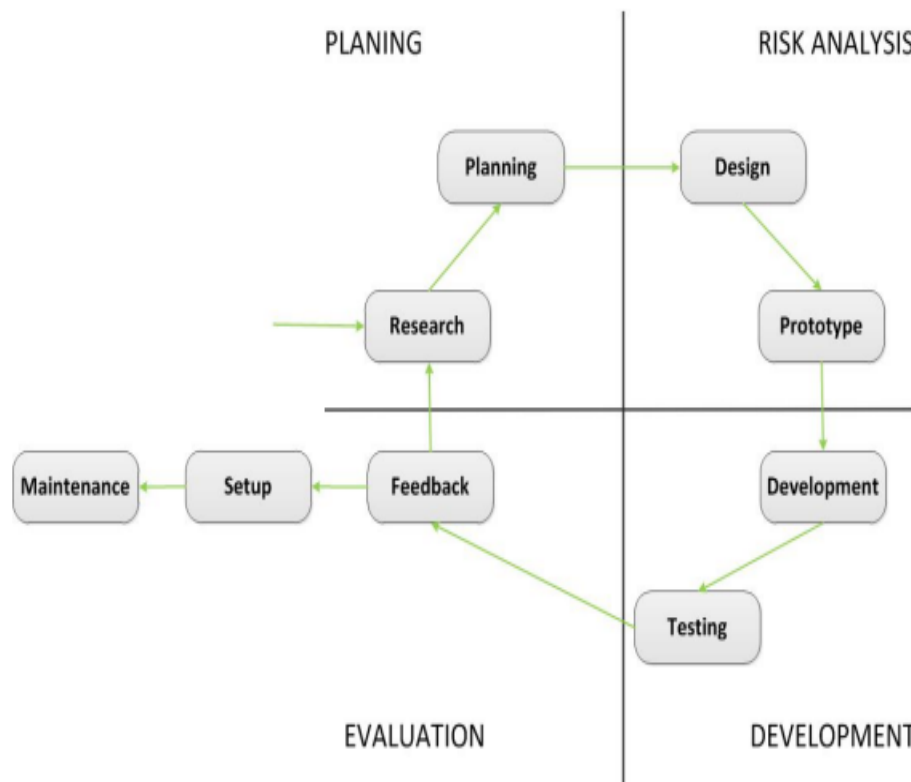 PLANING
RISK ANALYSIS
Planning
Design
Research
Prototype
Maintenance
Setup
Feedback
Development
Testing
EVALUATION
DEVELOPMENT